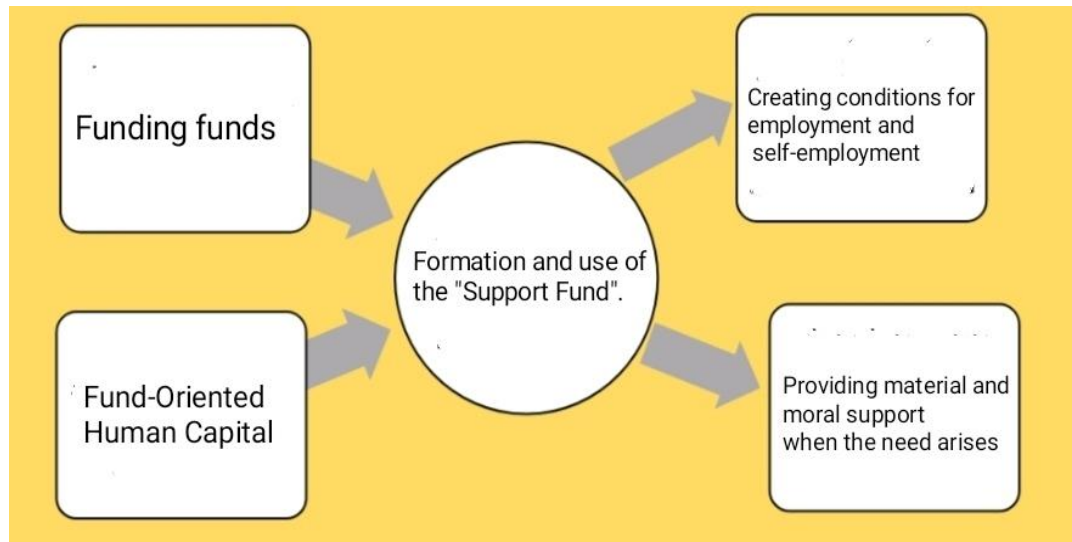 Funding funds
Fund-Oriented
Human Capital
Formation and use of
the "Support Fund".
Creating conditions for
employment and
self-employment
Providing material and
moral support
when the need arises